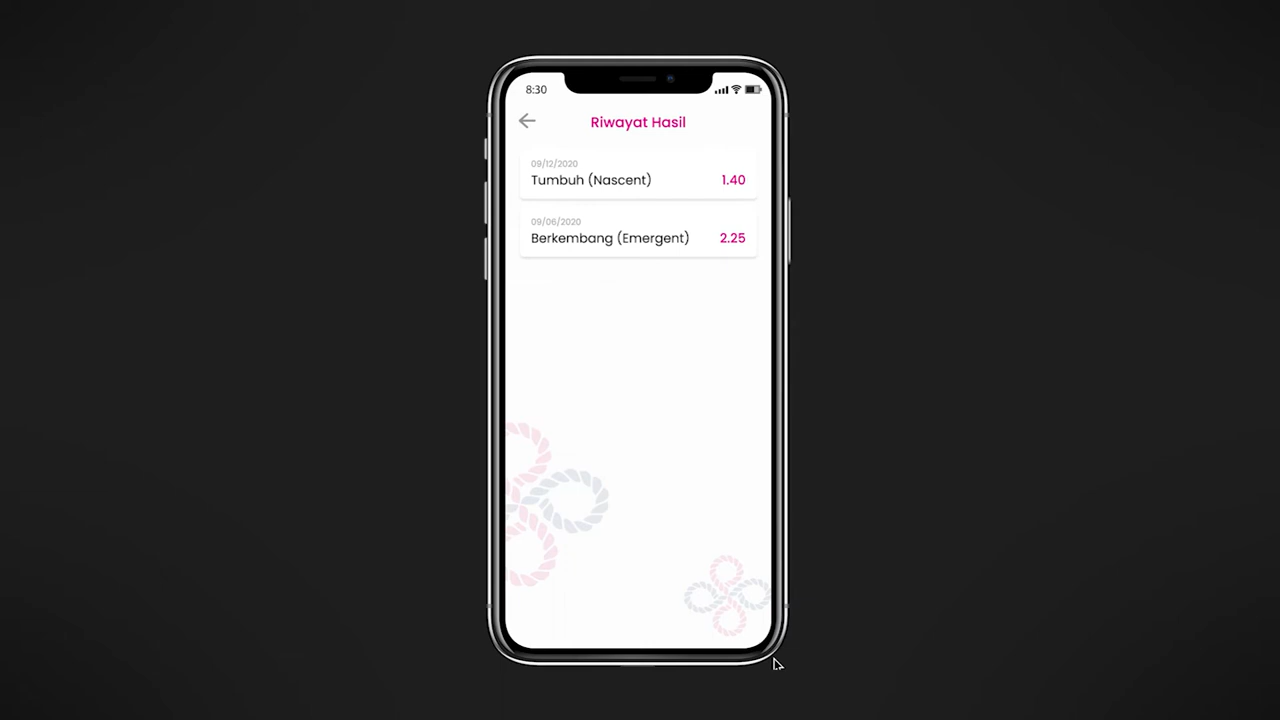 8:30
Riwayat Hasil
09/12/2020
Tumbuh (Nascent) 1.40
09/06/2020
Berkembang (Emergent) 2.25